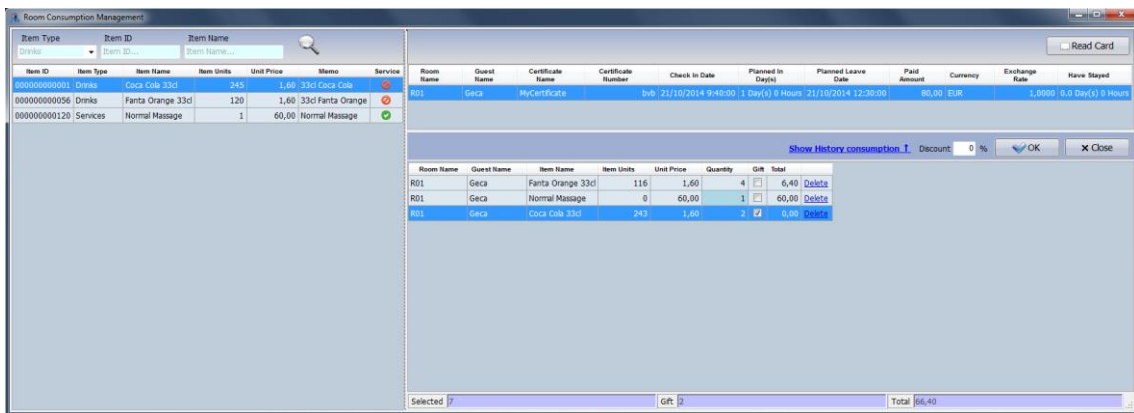 Room Consumption Management
Item Type Item ID Item Name
Drinks Item ID... Item Name...
Item ID Item Type Item Name Item Units Unit Price Memo Service
000000000001 Drinks Coca Cola 33cl 245 1,60 33cl Coca Cola
000000000056 Drinks Fanta Orange 33cl 120 1,60 33cl Fanta Orange
000000000120 Services Normal Massage 1 60,00 Normal Massage
Read Card
Room Name Guest Name Certificate Name Certificate Number Check In Date Planned In Day(s) Planned Leave Date Paid Amount Currency Exchange Rate Have Stayed
R01 Geca MyCertificate bvb 21/10/2014 9:40:00 1 Day(s) 0 Hours 21/10/2014 12:30:00 80,00 EUR 1,0000 0.0 Day(s) 0 Hours
Show History consumption ↑ Discount 0 % OK x Close
Room Name Guest Name Item Name Item Units Unit Price Quantity Gift Total
R01 Geca Fanta Orange 33cl 116 1,60 4 6,40 Delete
R01 Geca Normal Massage 0 60,00 1 60,00 Delete
R01 Geca Coca Cola 33cl 243 1,60 2 0,00 Delete
Selected 7 Gift 2 Total 66,40